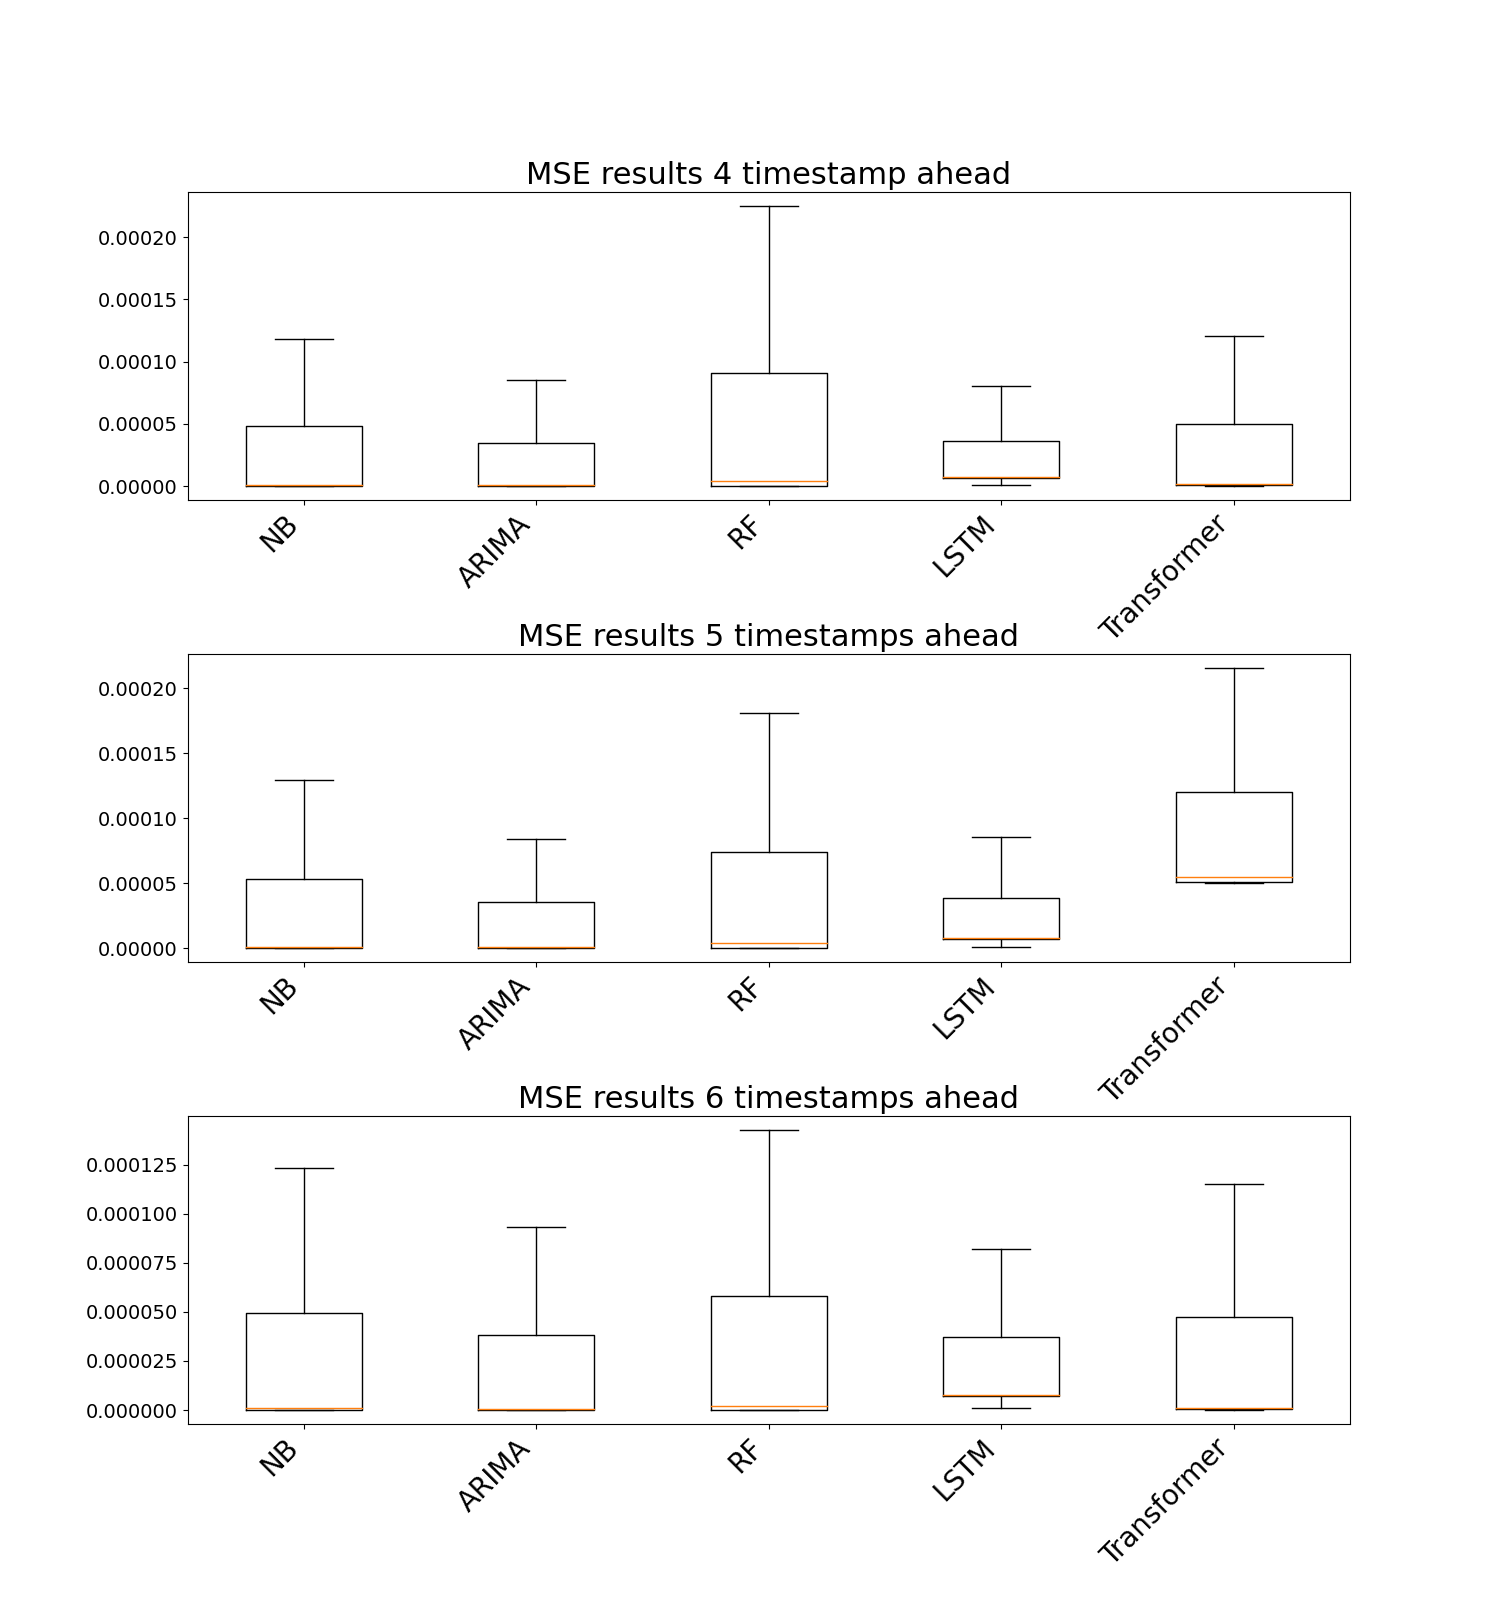 MSE results 4 timestamp ahead
0.00020
0.00015
0.00010
0.00005
0.00000
NB
ARIMA
RF
LSTM
Transformer
MSE results 5 timestamps ahead
0.00020
0.00015
0.00010
0.00005
0.00000
NB
ARIMA
RF
LSTM
Transformer
MSE results 6 timestamps ahead
0.000125
0.000100
0.000075
0.000050
0.000025
0.000000
NB
ARIMA
RF
LSTM
Transformer